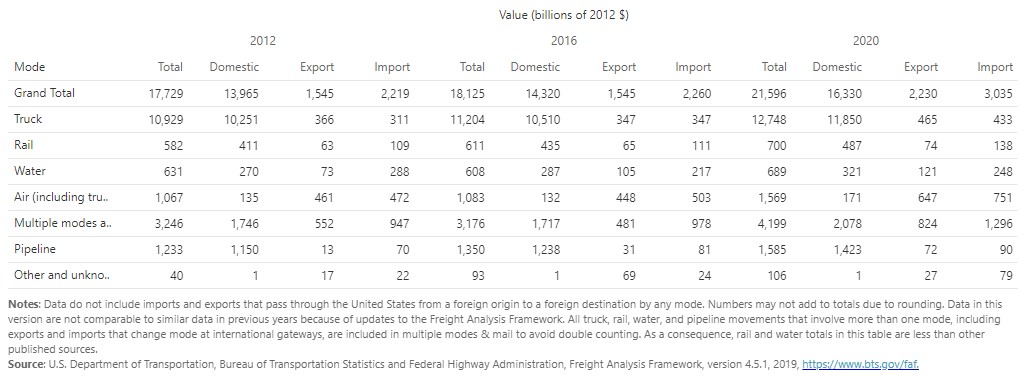 Value (billions of 2012 $)
2012 2016 2020
Mode Total Domestic Export Import Total Domestic Export Import Total Domestic Export Import
Grand Total 17,729 13,965 1,545 2,219 18,125 14,320 1,545 2,260 21,596 16,330 2,230 3,035
Truck 10,929 10,251 366 311 11,204 10,510 347 347 12,748 11,850 465 433
Rail 582 411 63 109 611 435 65 111 700 487 74 138
Water 631 270 73 288 608 287 105 217 689 321 121 248
Air (including tru.. 1,067 135 461 472 1,083 132 448 503 1,569 171 647 751
Multiple modes a.. 3,246 1,746 552 947 3,176 1,717 481 978 4,199 2,078 824 1,296
Pipeline 1,233 1,150 13 70 1,350 1,238 31 81 1,585 1,423 72 90
Other and unkno.. 40 1 17 22 93 1 69 24 106 1 27 79
Notes: Data do not include imports and exports that pass through the United States from a foreign origin to a foreign destination by any mode. Numbers may not add to totals due to rounding. Data in this
version are not comparable to similar data in previous years because of updates to the Freight Analysis Framework. All truck, rail, water, and pipeline movements that involve more than one mode, including
exports and imports that change mode at international gateways, are included in multiple modes & mail to avoid double counting. As a consequence, rail and water totals in this table are less than other
published sources.
Source: U.S. Department of Transportation, Bureau of Transportation Statistics and Federal Highway Administration, Freight Analysis Framework, version 4.5.1, 2019, https://www.bts.gov/faf.